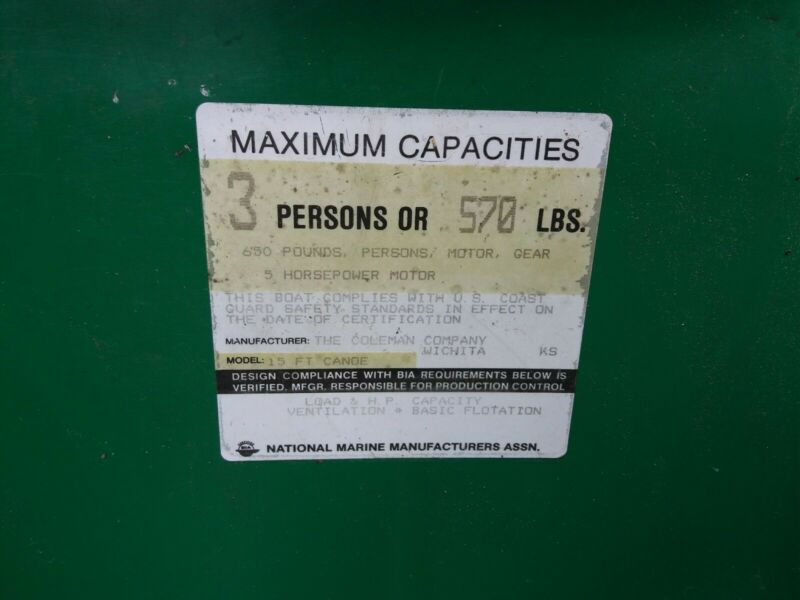 MAXIMUM CAPACITIES
3 PERSONS OR 570 LBS.
650 POUNDS, PERSONS, MOTOR, GEAR
5 HORSEPOWER MOTOR
THIS BOAT COMPLIES WITH U.S. COAST
GUARD SAFETY STANDARDS IN EFFECT ON
THE DATE OF CERTIFICATION
MANUFACTURER: THE COLEMAN COMPANY
WICHITA KS
MODEL: 15 FT CANOE
DESIGN COMPLIANCE WITH BIA REQUIREMENTS BELOW IS
VERIFIED. MFGR. RESPONSIBLE FOR PRODUCTION CONTROL
LOAD & H.P. CAPACITY
VENTILATION * BASIC FLOTATION
NATIONAL MARINE MANUFACTURERS ASSN.